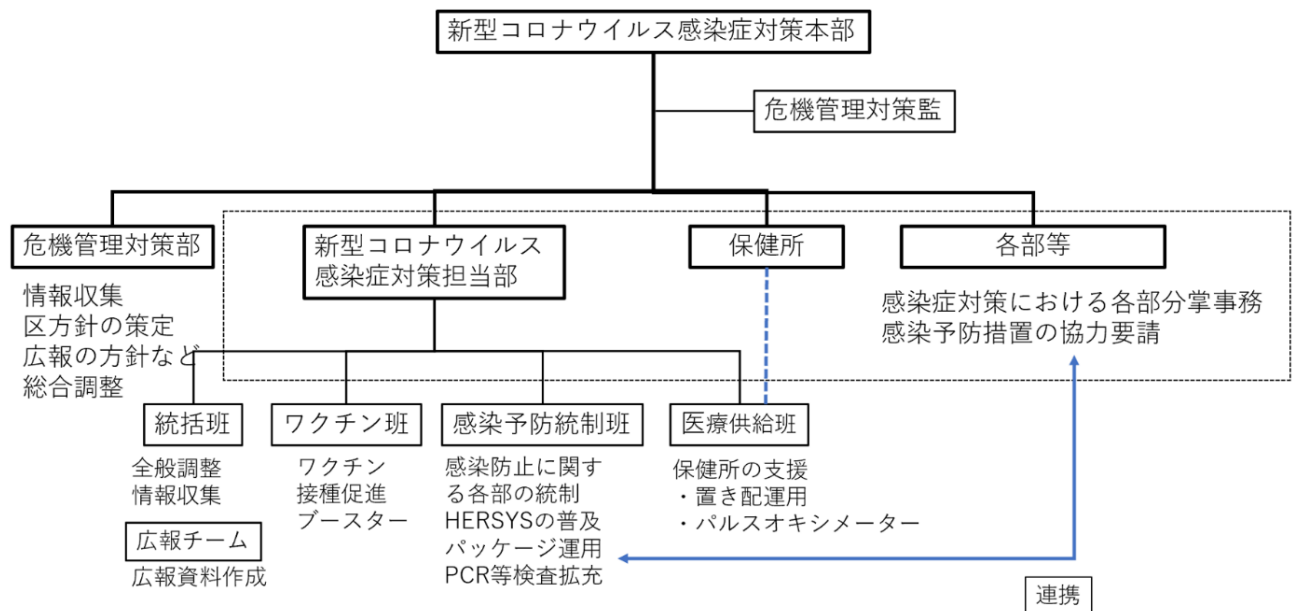 新型コロナウイルス感染症対策本部
危機管理対策監
危機管理対策部
情報収集
区方針の策定
広報の方針など
総合調整
新型コロナウイルス
感染症対策担当部
保健所
各部等
感染症対策における各部分掌事務
感染予防措置の協力要請
統括班
全般調整
情報収集
広報チーム
広報資料作成
ワクチン班
ワクチン
接種促進
ブースター
感染予防統制班
感染防止に関す
る各部の統制
HERSYSの普及
パッケージ運用
PCR等検査拡充
医療供給班
保健所の支援
・置き配運用
・パルスオキシメーター
連携